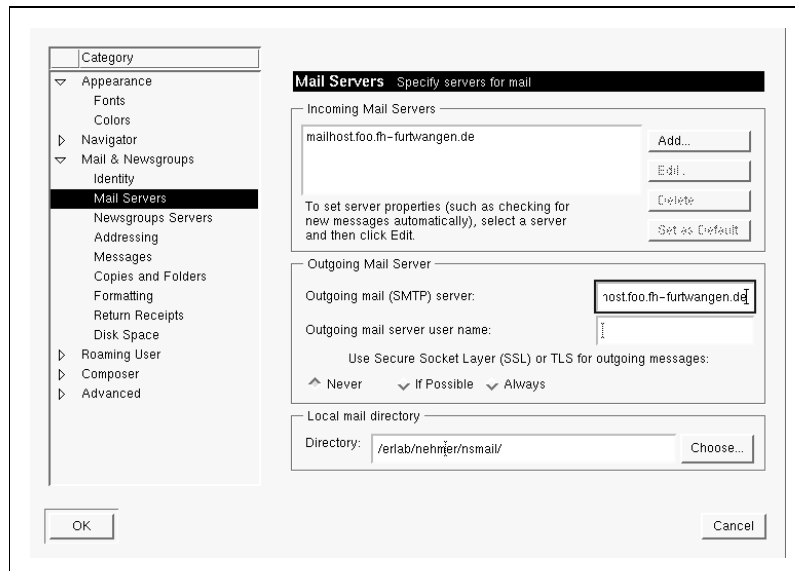 Category
Appearance
Fonts
Colors
Navigator
Mail & Newsgroups
Identity
Mail Servers
Newsgroups Servers
Addressing
Messages
Copies and Folders
Formatting
Return Receipts
Disk Space
Roaming User
Composer
Advanced
Mail Servers Specify servers for mail
Incoming Mail Servers
mailhost.foo.fh-furtwangen.de
Add...
Edit..
Delete
Set as Default
To set server properties (such as checking for
new messages automatically), select a server
and then click Edit.
Outgoing Mail Server
Outgoing mail (SMTP) server:
host.foo.fh-furtwangen.de
Outgoing mail server user name:
Use Secure Socket Layer (SSL) or TLS for outgoing messages:
Never If Possible Always
Local mail directory
Directory: /erlab/nehmer/nsmail/ Choose...
OK
Cancel